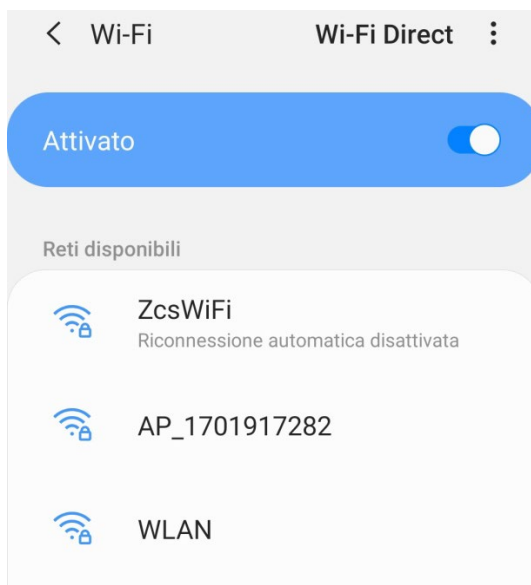 Wi-Fi Wi-Fi Direct
Attivato
Reti disponibili
ZcsWiFi
Riconnessione automatica disattivata
AP_1701917282
WLAN